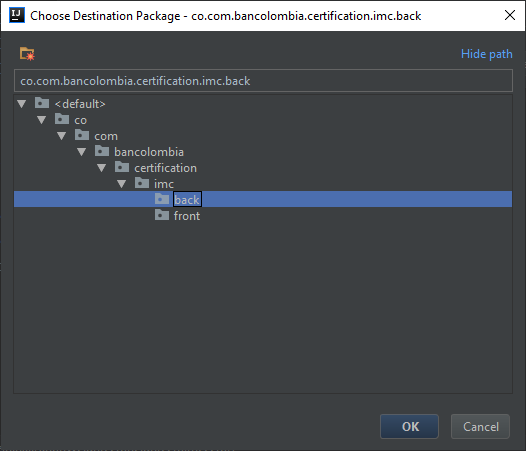 IJ Choose Destination Package - co.com.bancolombia.certification.imc.back
Hide path
co.com.bancolombia.certification.imc.back
<default>
co
com
bancolombia
certification
imc
back
front
OK
Cancel